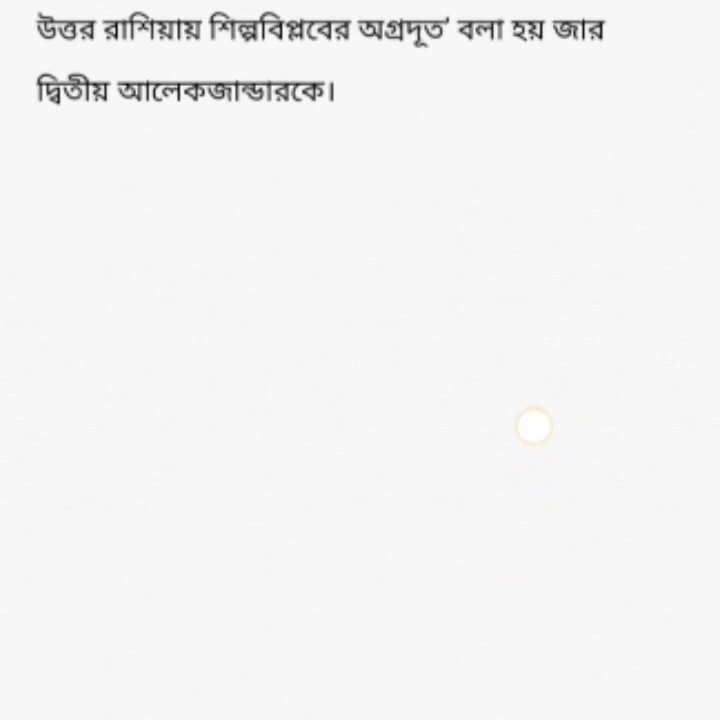 উত্তর রাশিয়ায় শিল্পবিপ্লবের অগ্রদূত’ বলা হয় জার
দ্বিতীয় আলেকজান্ডারকে।